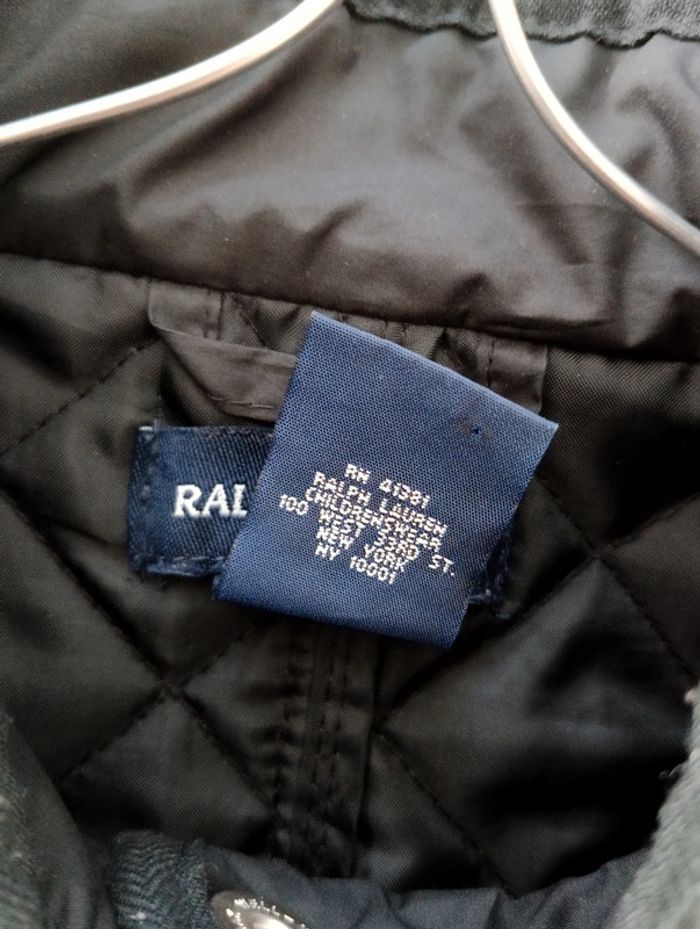 RAL
RN 41381
RALPH LAUREN
CHILDRENSWEAR
100 WEST 33RD ST.
NEW YORK
NY 10001